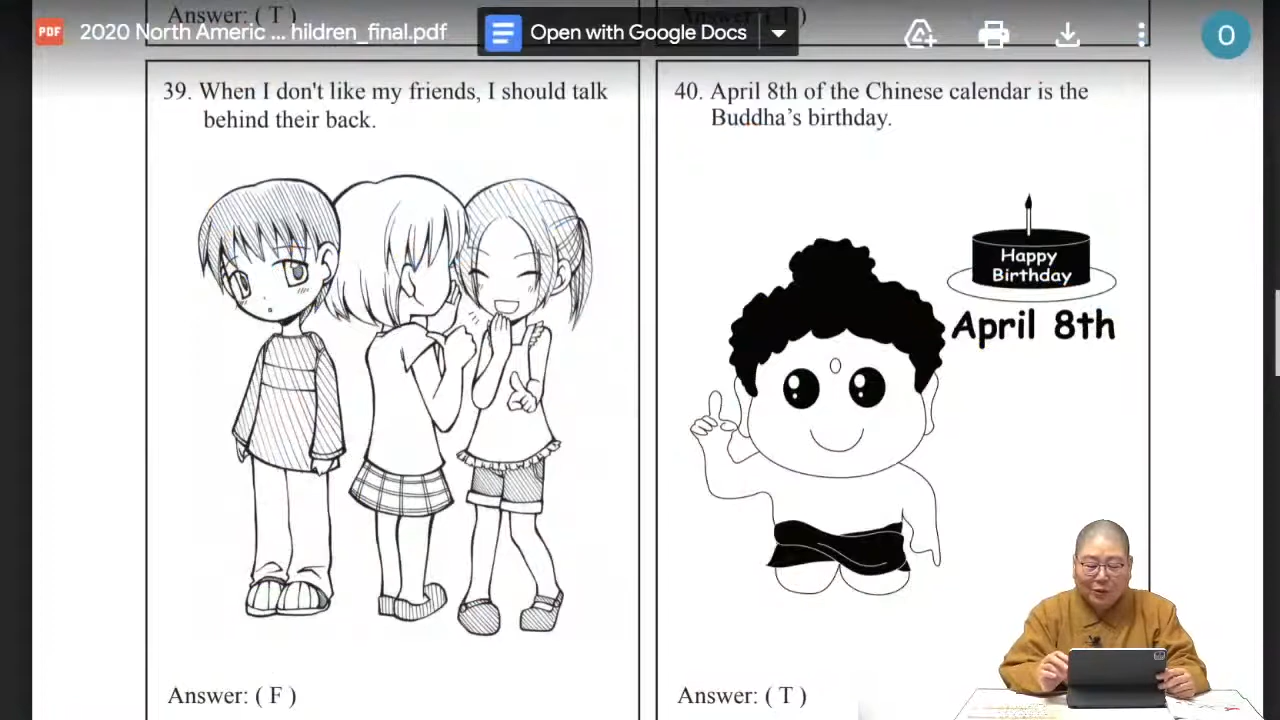 Answer: ( T )
Answer: ( T )
PDF
2020 North Americ ... hildren_final.pdf
Open with Google Docs
O
39. When I don't like my friends, I should talk
behind their back.
40. April 8th of the Chinese calendar is the
Buddha’s birthday.
Happy
Birthday
April 8th
Answer: ( F )
Answer: ( T )